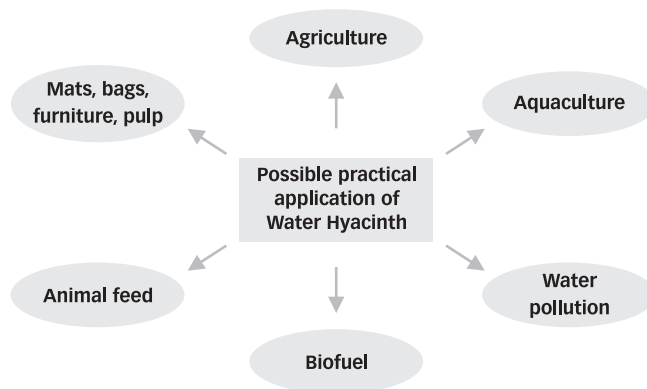 Agriculture
Mats, bags,
furniture, pulp
Aquaculture
Possible practical
application of
Water Hyacinth
Animal feed
Water
pollution
Biofuel